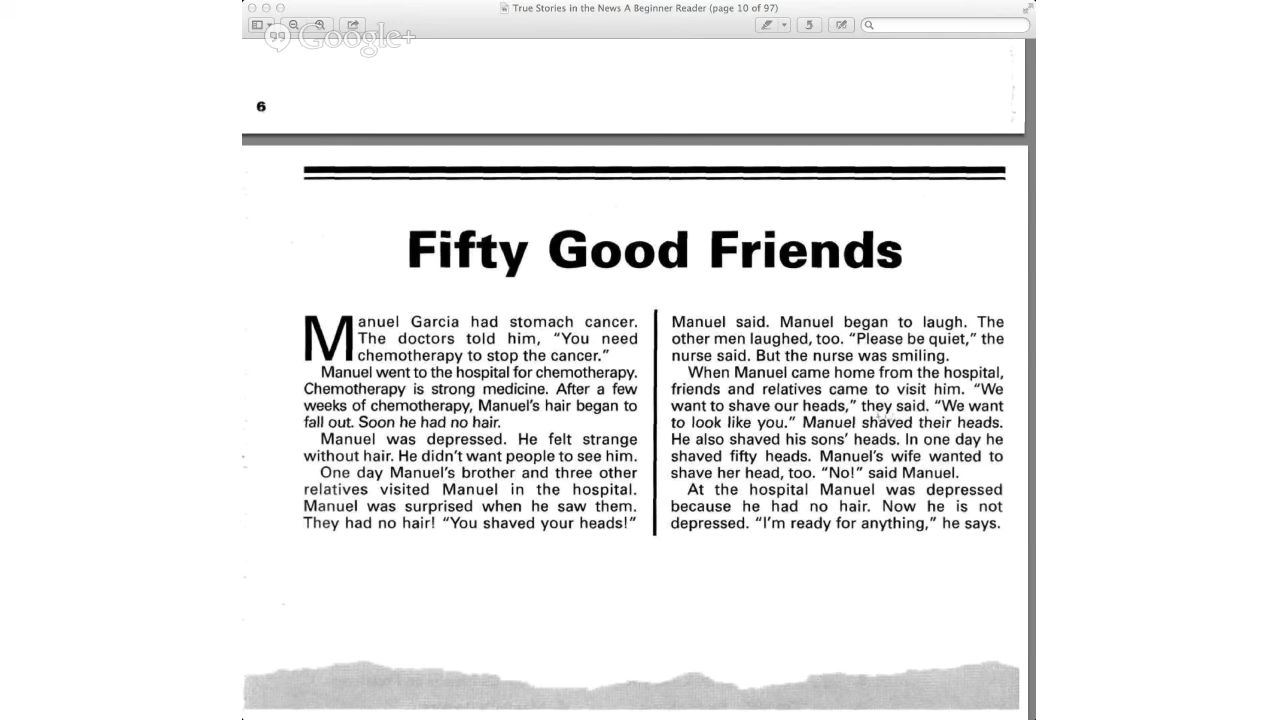 True Stories in the News A Beginner Reader (page 10 of 97)
Google+
6
Fifty Good Friends
Manuel Garcia had stomach cancer.
The doctors told him, “You need
chemotherapy to stop the cancer.”
Manuel went to the hospital for chemotherapy.
Chemotherapy is strong medicine. After a few
weeks of chemotherapy, Manuel’s hair began to
fall out. Soon he had no hair.
Manuel was depressed. He felt strange
without hair. He didn’t want people to see him.
One day Manuel’s brother and three other
relatives visited Manuel in the hospital.
Manuel was surprised when he saw them.
They had no hair! “You shaved your heads!”
Manuel said. Manuel began to laugh. The
other men laughed, too. “Please be quiet,” the
nurse said. But the nurse was smiling.
When Manuel came home from the hospital,
friends and relatives came to visit him. “We
want to shave our heads,” they said. “We want
to look like you.” Manuel shaved their heads.
He also shaved his sons’ heads. In one day he
shaved fifty heads. Manuel’s wife wanted to
shave her head, too. “No!” said Manuel.
At the hospital Manuel was depressed
because he had no hair. Now he is not
depressed. “I’m ready for anything,” he says.